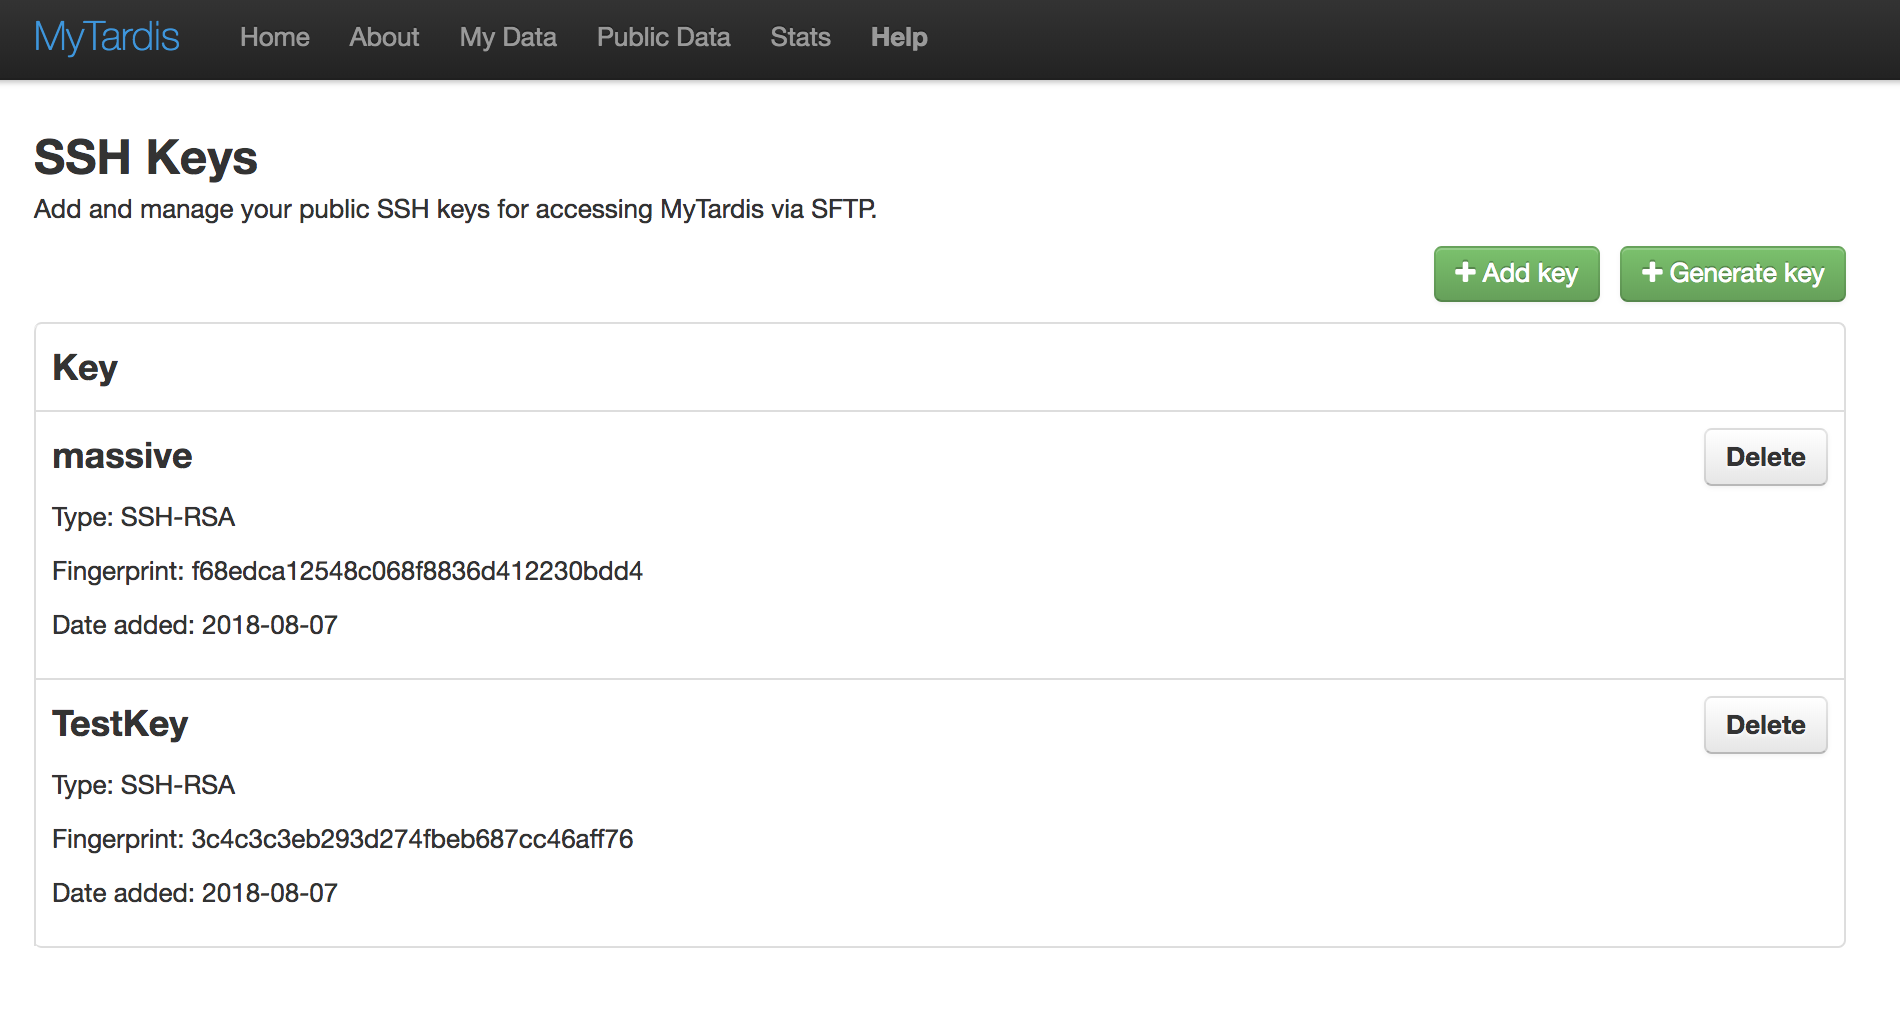 MyTardis Home About My Data Public Data Stats Help
SSH Keys
Add and manage your public SSH keys for accessing MyTardis via SFTP.
+ Add key + Generate key
Key
massive Delete
Type: SSH-RSA
Fingerprint: f68edca12548c068f8836d412230bdd4
Date added: 2018-08-07
TestKey Delete
Type: SSH-RSA
Fingerprint: 3c4c3c3eb293d274fbeb687cc46aff76
Date added: 2018-08-07